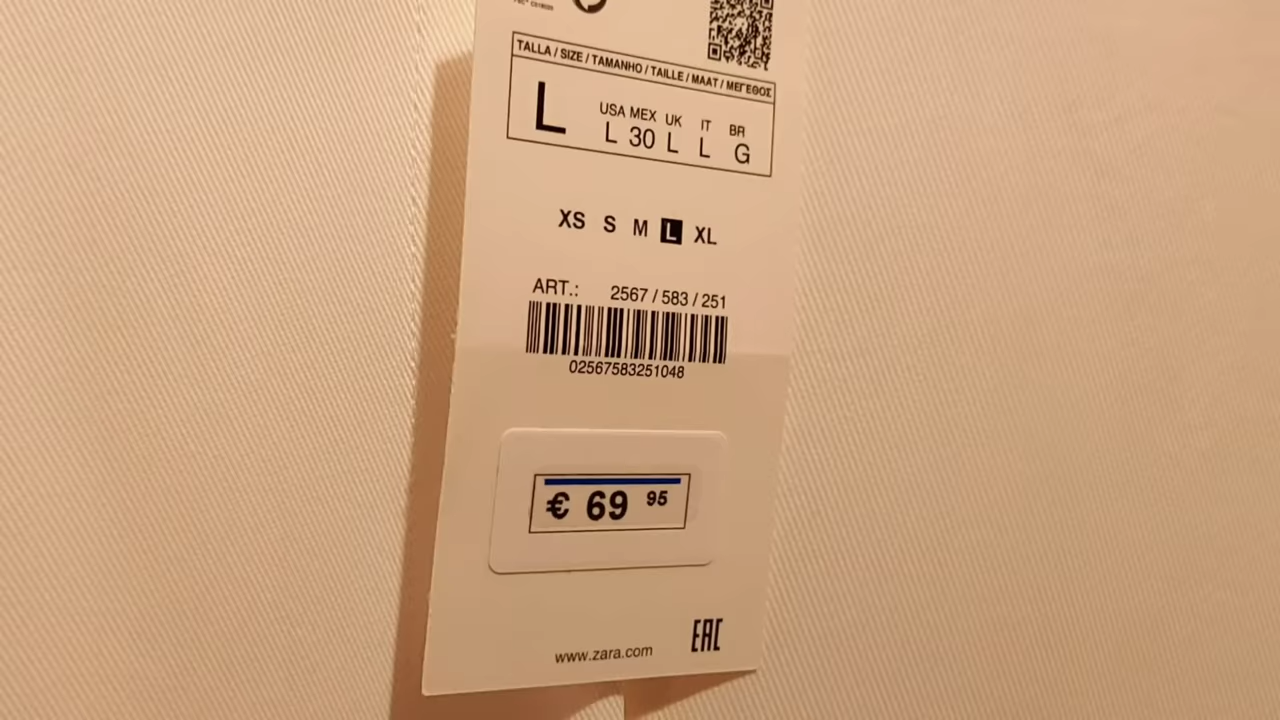 TALLA / SIZE / TAMANHO / TAILLE / MAAT / ΜΕΓΕΘΟΣ
L
USA MEX UK IT BR
L 30 L L G
XS S M L XL
ART.: 2567 / 583 / 251
02567583251048
€ 69 95
www.zara.com
EAC